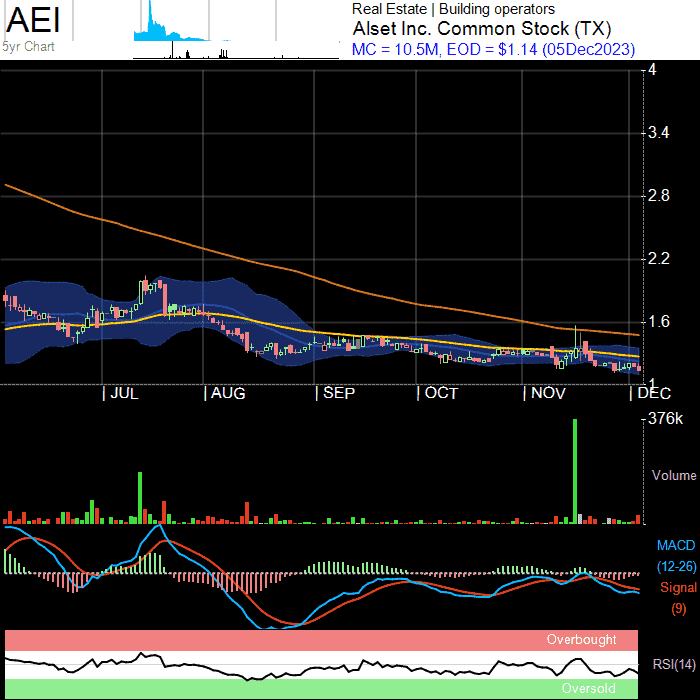 AEI
5yr Chart
Real Estate | Building operators
Alset Inc. Common Stock (TX)
MC = 10.5M, EOD = $1.14 (05Dec2023)
4
3.4
2.8
2.2
1.6
1
| JUL | AUG | SEP | OCT | NOV | DEC
376k
Volume
MACD
(12-26)
Signal
(9)
Overbought
RSI(14)
Oversold